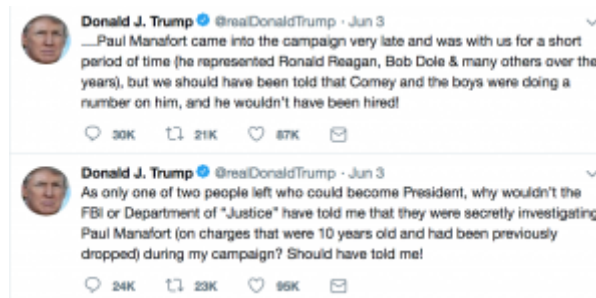 Donald J. Trump @realDonaldTrump · Jun 3
....Paul Manafort came into the campaign very late and was with us for a short
period of time (he represented Ronald Reagan, Bob Dole & many others over the
years), but we should have been told that Comey and the boys were doing a
number on him, and he wouldn't have been hired!
30K 21K 87K
Donald J. Trump @realDonaldTrump · Jun 3
As only one of two people left who could become President, why wouldn't the
FBI or Department of "Justice" have told me that they were secretly investigating
Paul Manafort (on charges that were 10 years old and had been previously
dropped) during my campaign? Should have told me!
24K 23K 95K